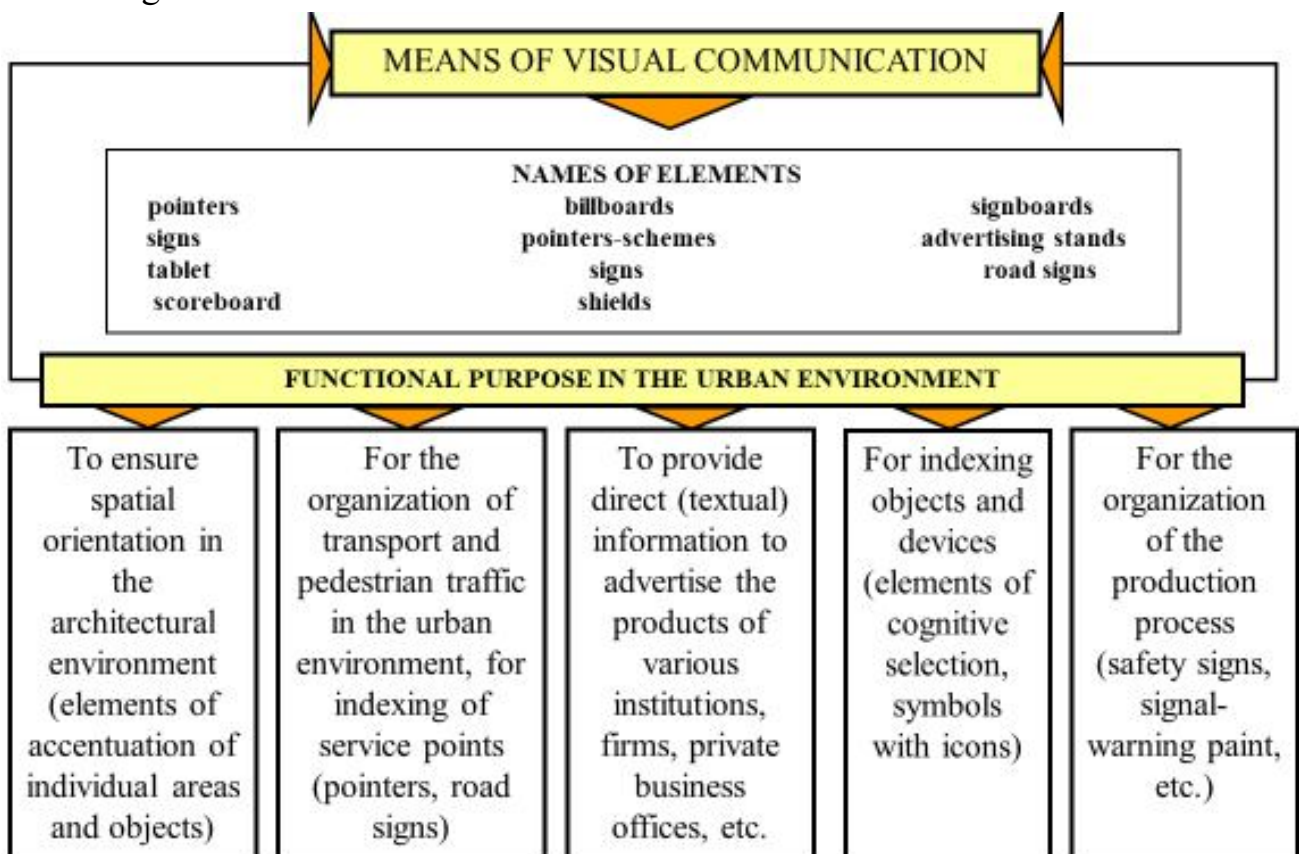 MEANS OF VISUAL COMMUNICATION
NAMES OF ELEMENTS
pointers billboards signboards
signs pointers-schemes advertising stands
tablet signs road signs
scoreboard shields
FUNCTIONAL PURPOSE IN THE URBAN ENVIRONMENT
To ensure
spatial
orientation in
the
architectural
environment
(elements of
accentuation of
individual areas
and objects)
For the
organization of
transport and
pedestrian traffic
in the urban
environment, for
indexing of
service points
(pointers, road
signs)
To provide
direct (textual)
information to
advertise the
products of
various
institutions,
firms, private
business
offices, etc.
For indexing
objects and
devices
(elements of
cognitive
selection,
symbols
with icons)
For the
organization
of the
production
process
(safety signs,
signal-
warning paint,
etc.)